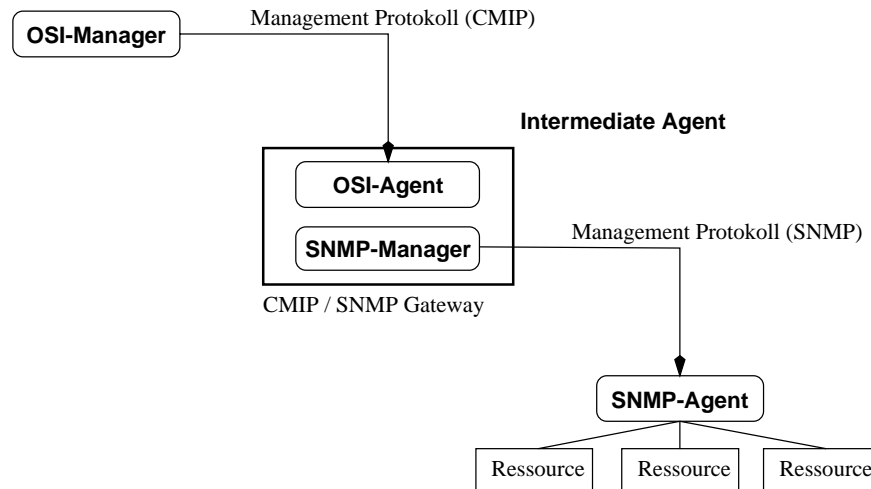 Management Protokoll (CMIP)
OSI-Manager
Intermediate Agent
OSI-Agent
SNMP-Manager
Management Protokoll (SNMP)
CMIP / SNMP Gateway
SNMP-Agent
Ressource
Ressource
Ressource